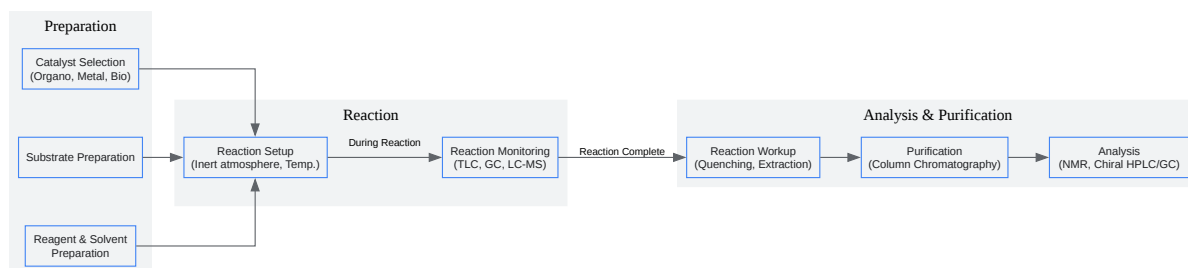 Preparation
Catalyst Selection
(Organo, Metal, Bio)
Substrate Preparation
Reagent & Solvent
Preparation
Reaction
Reaction Setup
(Inert atmosphere, Temp.)
During Reaction
Reaction Monitoring
(TLC, GC, LC-MS)
Reaction Complete
Analysis & Purification
Reaction Workup
(Quenching, Extraction)
Purification
(Column Chromatography)
Analysis
(NMR, Chiral HPLC/GC)